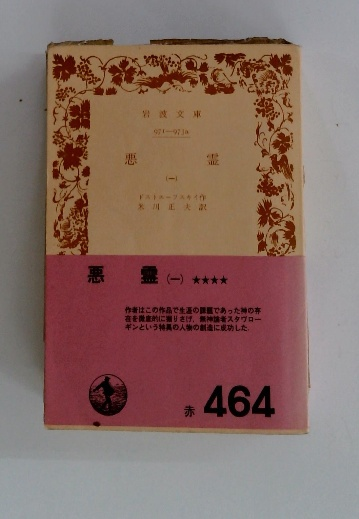 岩波文庫
971—973a
悪霊
(一)
ドストエーフスキイ作
米川正夫訳
悪霊(一) ★★★★
作者はこの作品で生涯の課題であった神の存
在を徹底的に掘りさげ、無神論者スタヴロー
ギンという特異の人物の創造に成功した。
赤 464